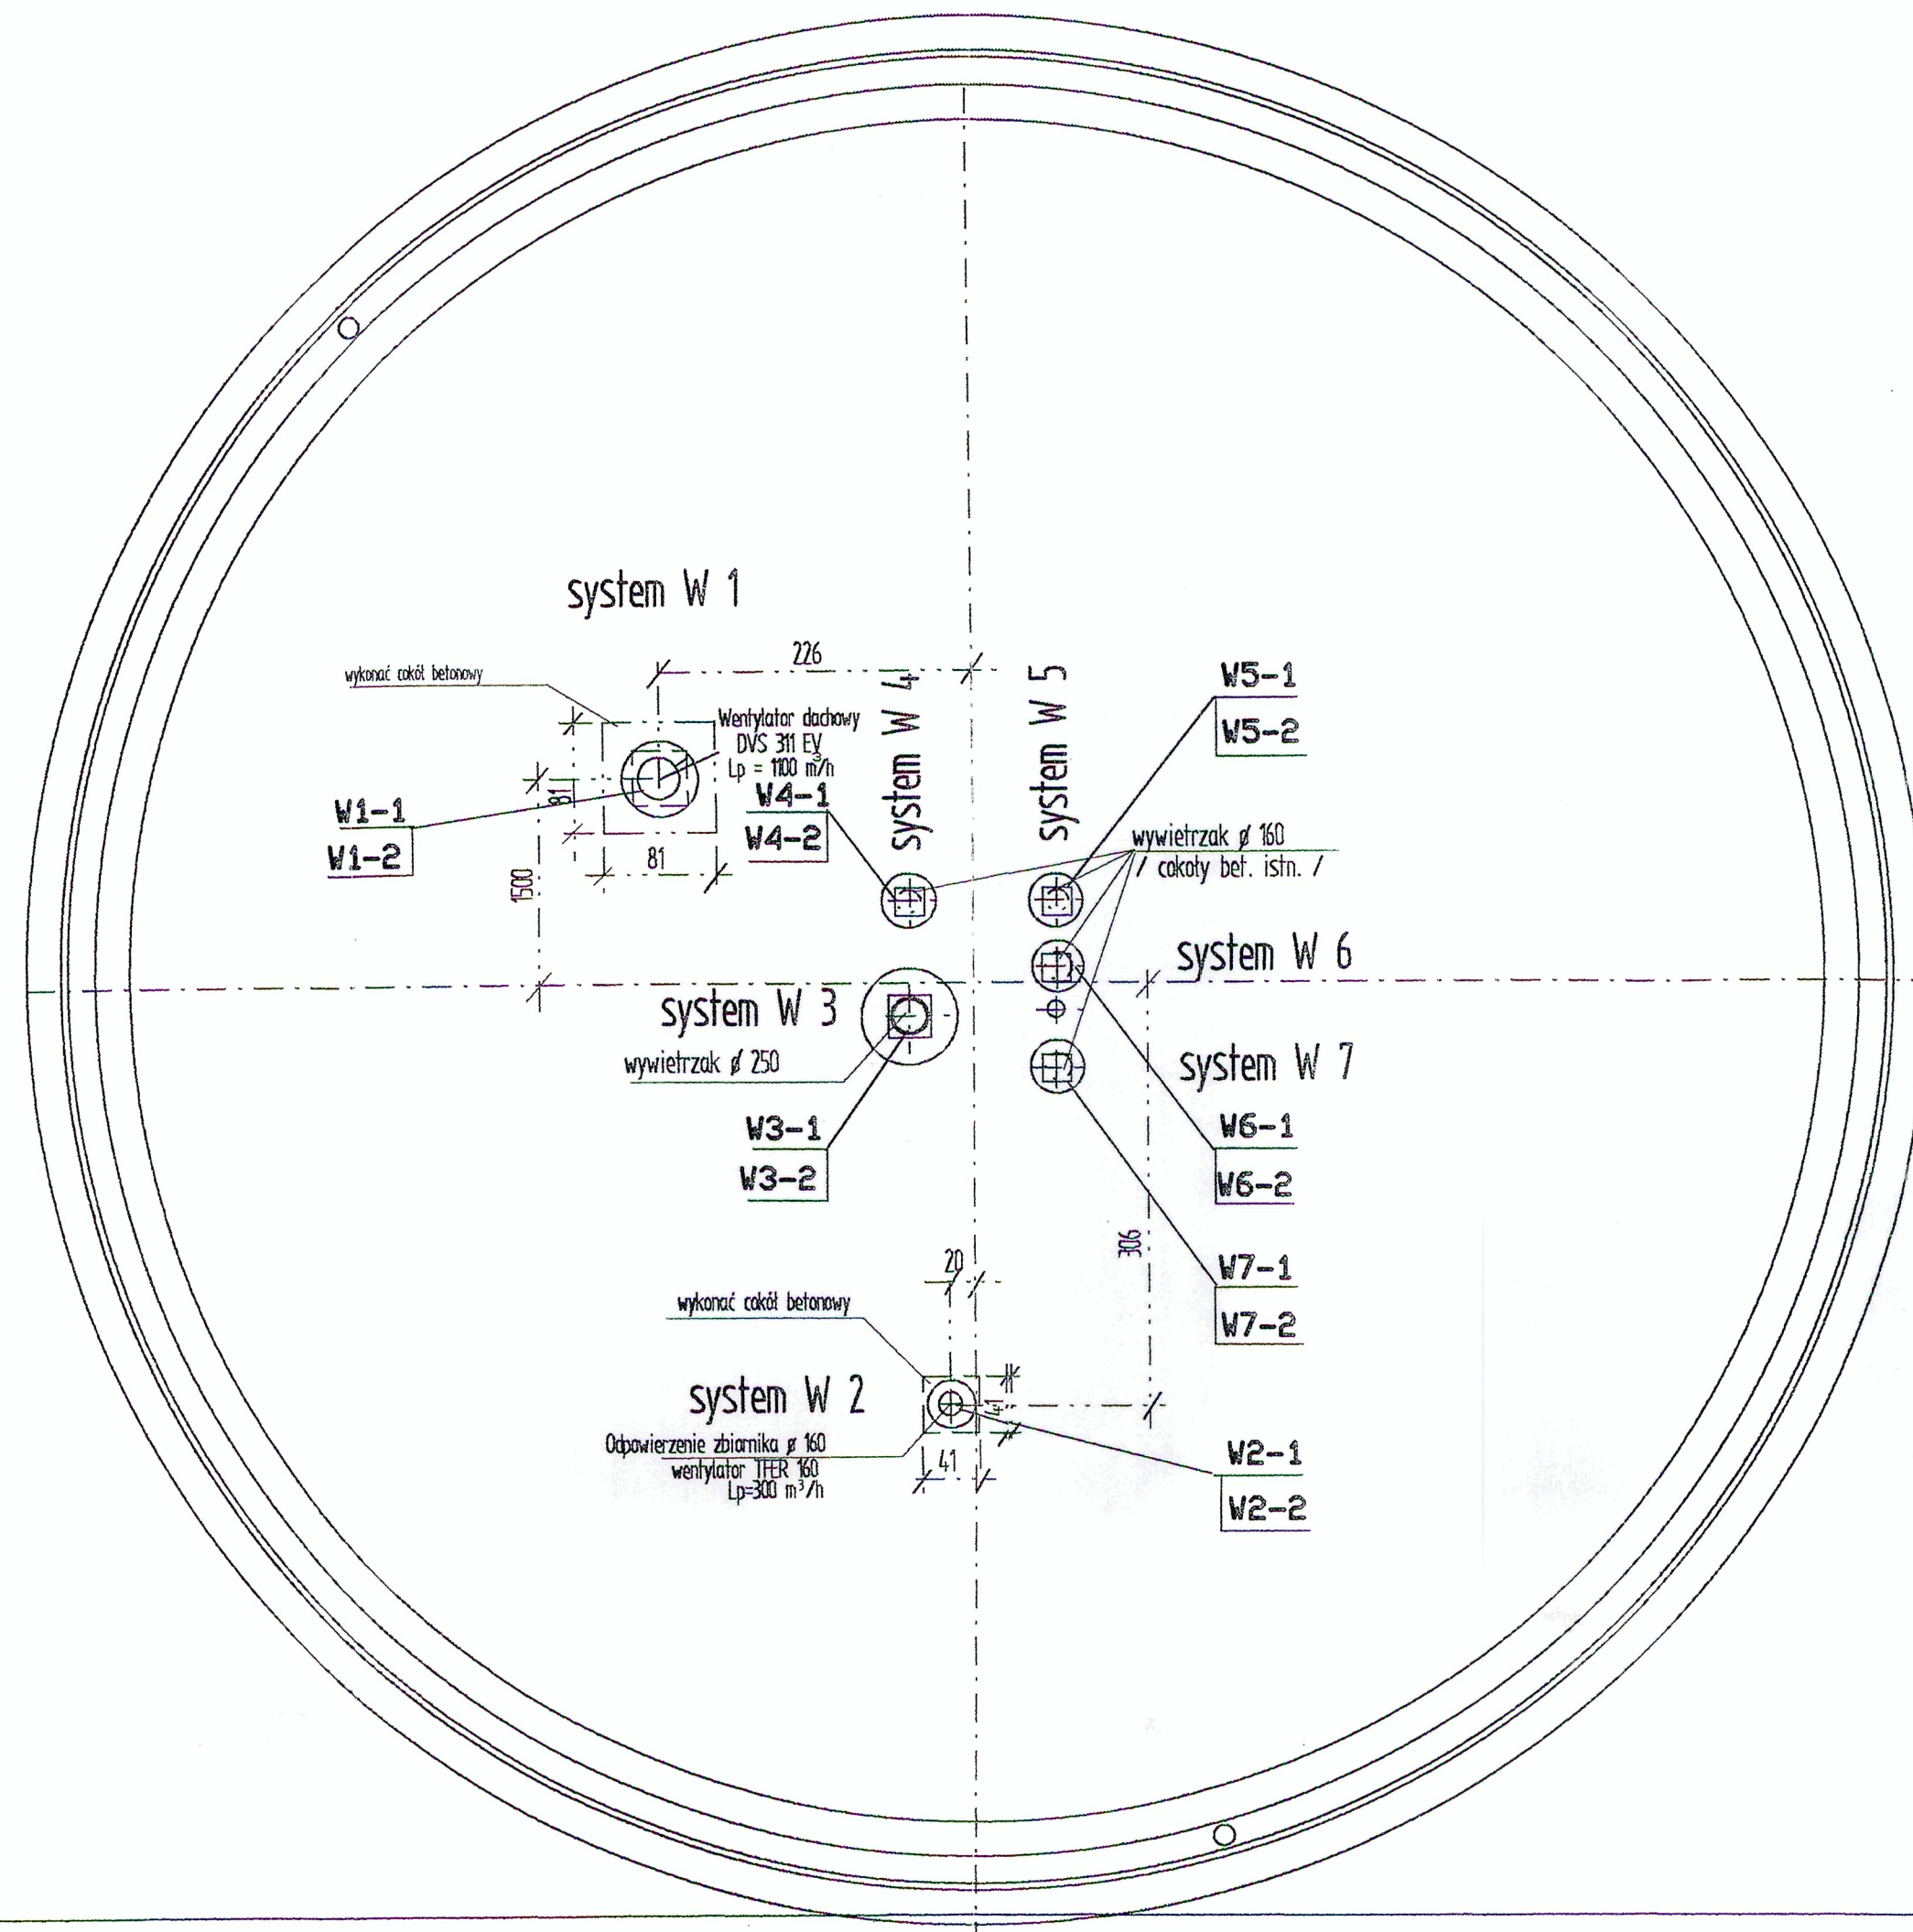 system W 1
226
wykonać cokół betonowy
system W 4
system W 5
W5-1
W5-2
Wentylator dachowy
DVS 311 EV
Lp = 1100 m³/h
81
W1-1
W1-2
W4-1
W4-2
wywietrzak ø 160
/ cokoły bet. istn. /
81
1500
system W 6
system W 3
wywietrzak ø 250
system W 7
W3-1
W3-2
W6-1
W6-2
306
20
W7-1
W7-2
wykonać cokół betonowy
system W 2
41
Odpowierzenie zbiornika ø 160
wentylator TFER 160
Lp=300 m³/h
41
W2-1
W2-2